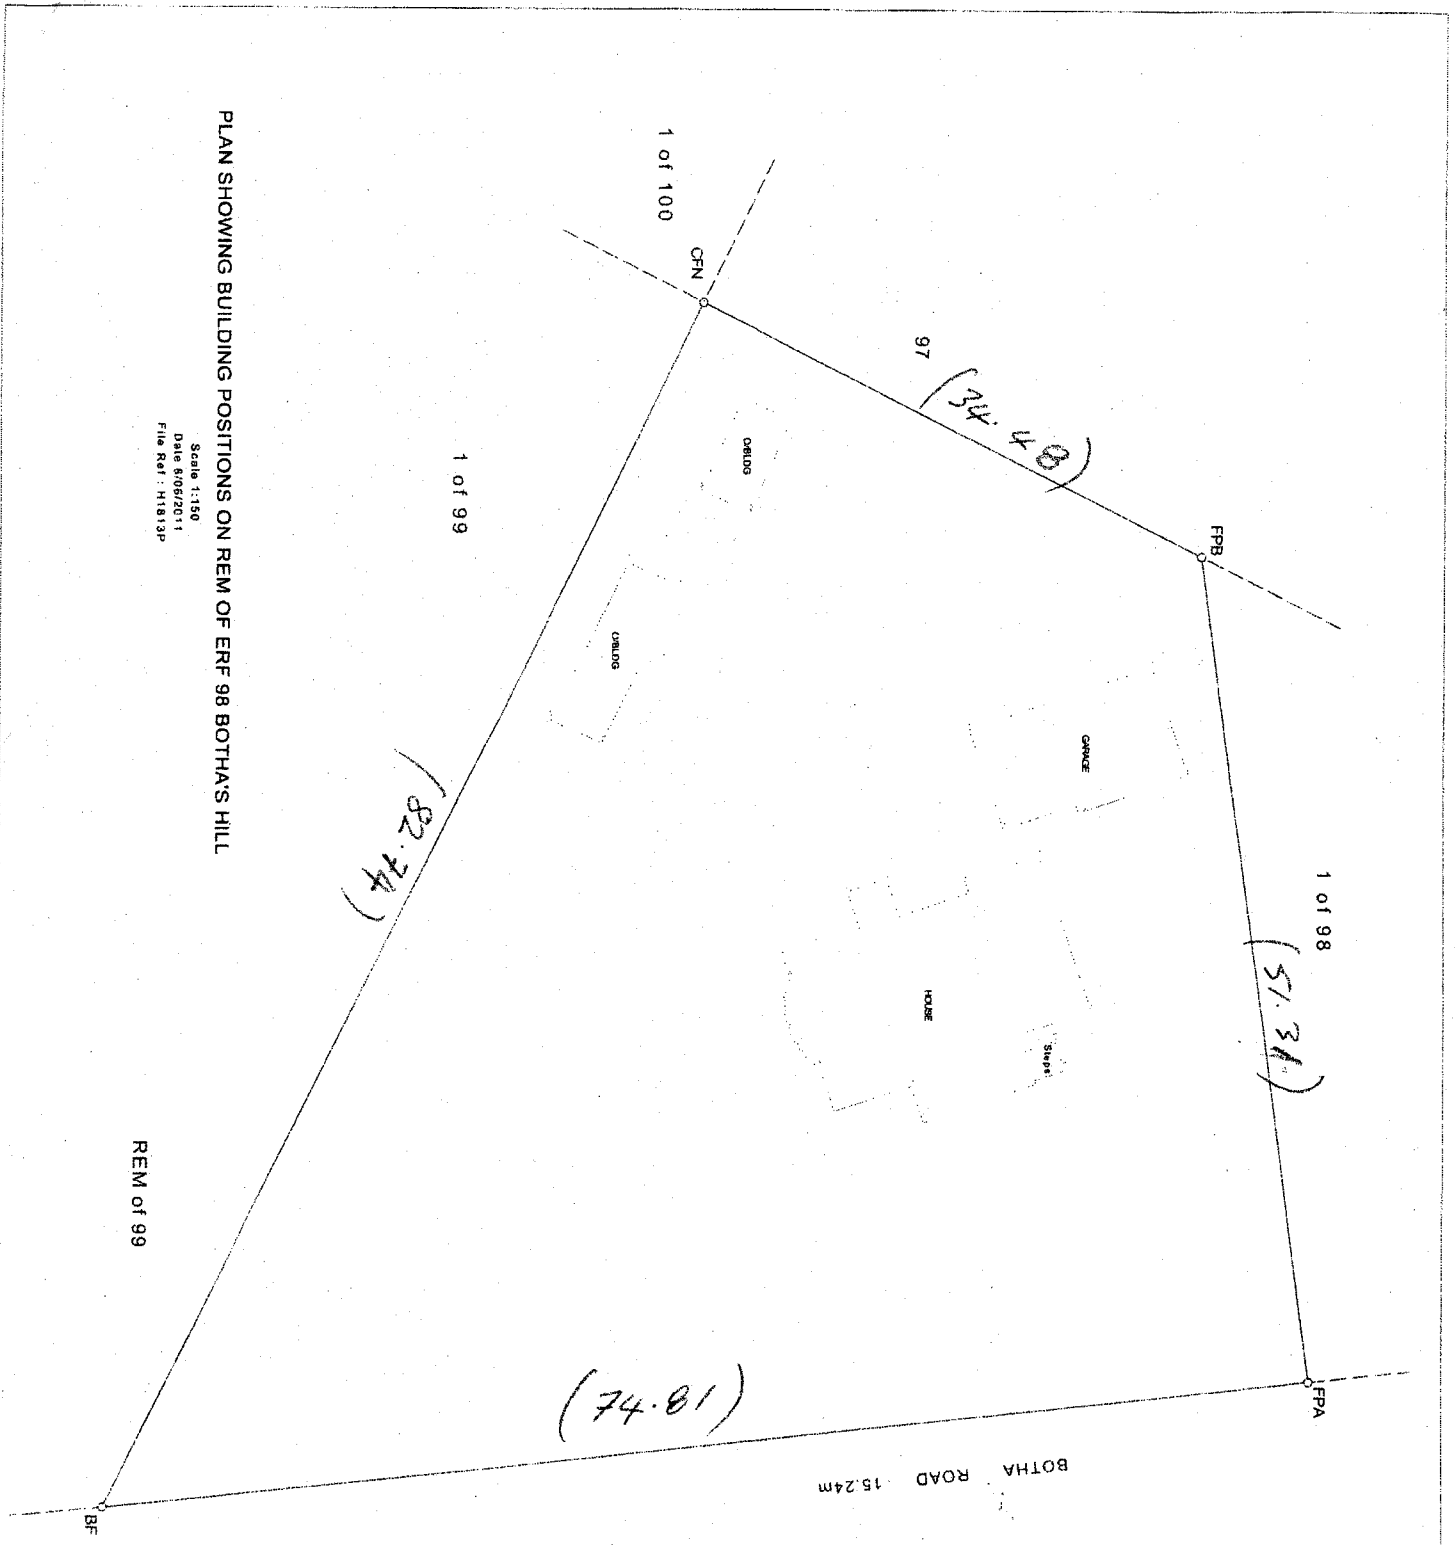 PLAN SHOWING BUILDING POSITIONS ON REM OF ERF 98 BOTHA'S HILL
Scale 1:150
Date 8/06/2011
File Ref : H1813P
1 of 100
CFN
97
(34.48)
FPB
1 of 98
(51.31)
FPA
O/BLDG
O/BLDG
GARAGE
HOUSE
Steps
1 of 99
(82.74)
REM of 99
(74.81)
BOTHA ROAD 15.24m
BF